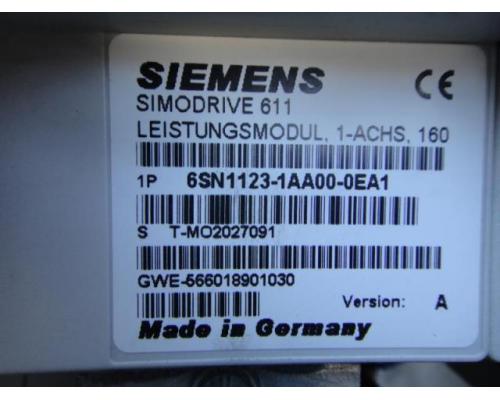 SIEMENS
CE
SIMODRIVE 611
LEISTUNGSMODUL, 1-ACHS, 160
1P 6SN1123-1AA00-0EA1
S T-MO2027091
GWE-566018901030
Version: A
Made in Germany